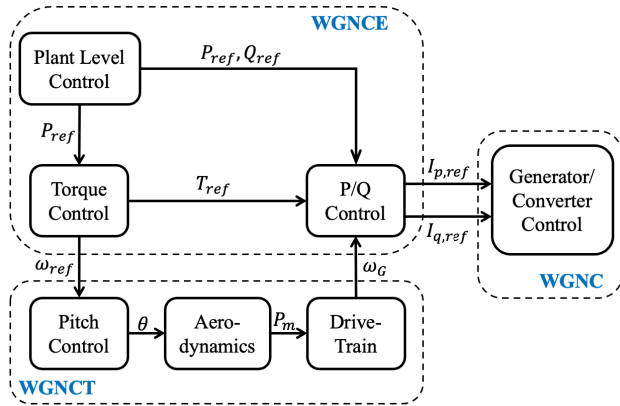 WGNCE
Plant Level
Control
P_ref, Q_ref
P_ref
Torque
Control
T_ref
P/Q
Control
I_p,ref
I_q,ref
Generator/
Converter
Control
WGNC
ω_ref
ω_G
Pitch
Control
θ
Aero-
dynamics
P_m
Drive-
Train
WGNCT